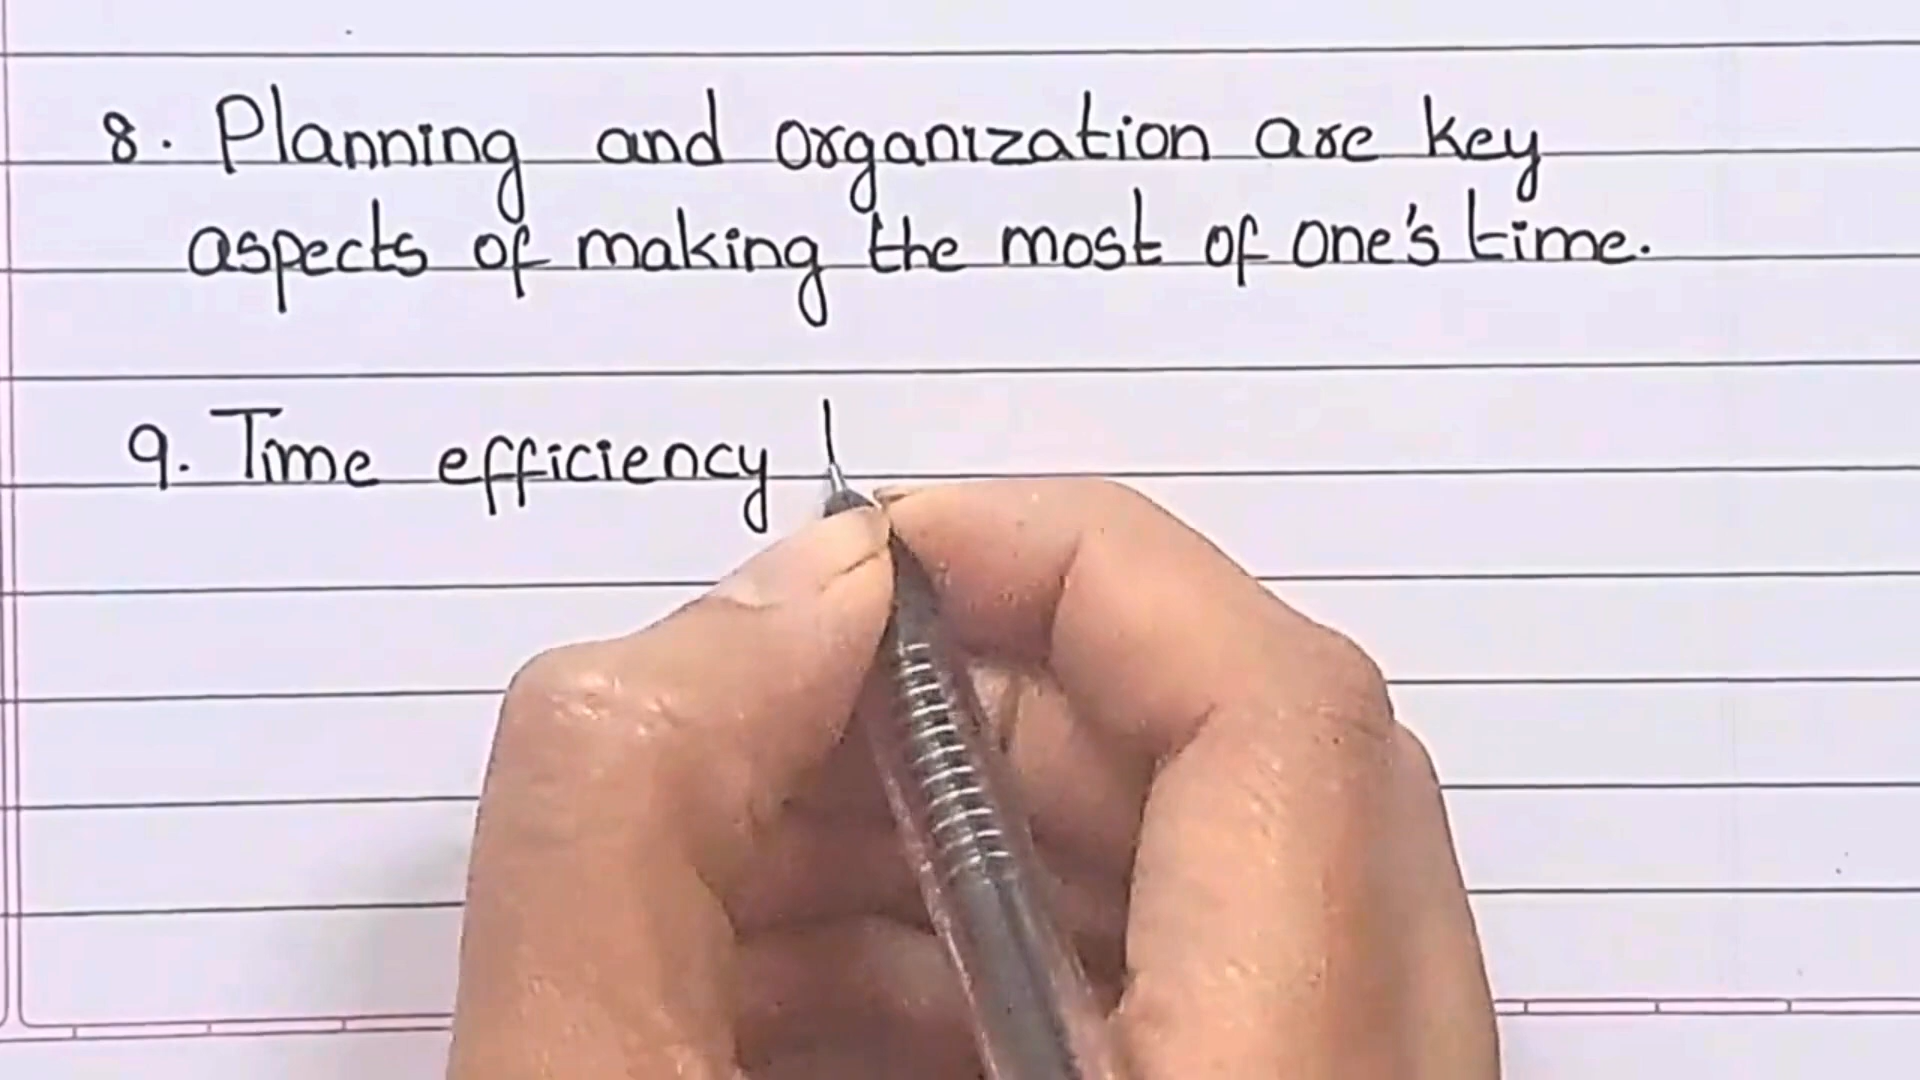 8. Planning and organization are key
aspects of making the most of one's time.
9. Time efficiency